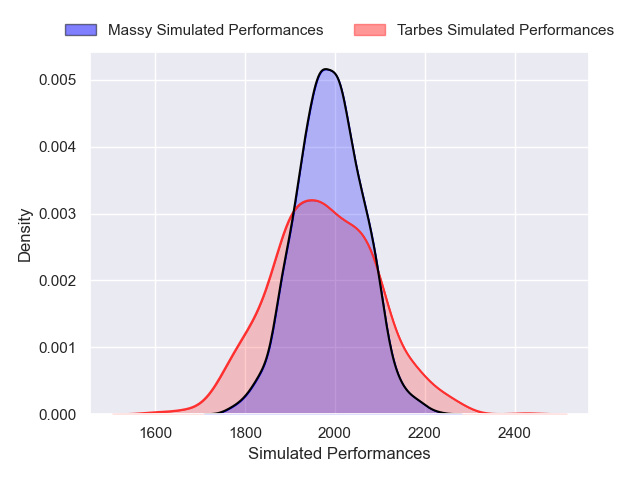 Massy Simulated Performances Tarbes Simulated Performances
0.005
0.004
0.003
0.002
0.001
0.000
Density
1600 1800 2000 2200 2400
Simulated Performances